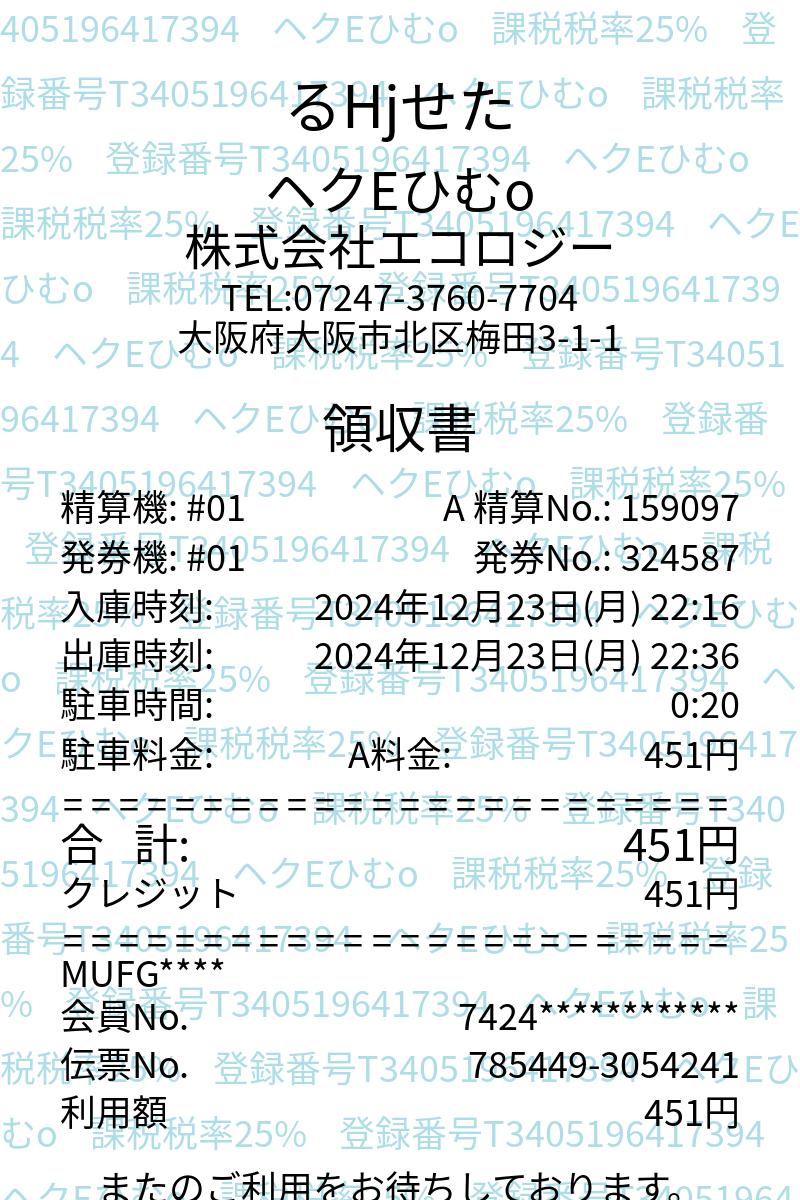 るHjせた
ヘクEひむo
株式会社エコロジー
TEL:07247-3760-7704
大阪府大阪市北区梅田3-1-1
領収書
精算機: #01 A 精算No.: 159097
発券機: #01 発券No.: 324587
入庫時刻: 2024年12月23日(月) 22:16
出庫時刻: 2024年12月23日(月) 22:36
駐車時間: 0:20
駐車料金: A料金: 451円
========================
合 計: 451円
クレジット 451円
========================
MUFG****
会員No. 7424************
伝票No. 785449-3054241
利用額 451円
またのご利用をお待ちしております。
405196417394 ヘクEひむo 課税税率25% 登
録番号T3405196417394 ヘクEひむo 課税税率
25% 登録番号T3405196417394 ヘクEひむo
課税税率25% 登録番号T3405196417394 ヘクE
ひむo 課税税率25% 登録番号T340519641739
4 ヘクEひむo 課税税率25% 登録番号T34051
96417394 ヘクEひむo 課税税率25% 登録番
号T3405196417394 ヘクEひむo 課税税率25%
登録番号T3405196417394 ヘクEひむo 課税
税率25% 登録番号T3405196417394 ヘクEひむ
o 課税税率25% 登録番号T3405196417394 ヘ
クEひむo 課税税率25% 登録番号T3405196417
394 ヘクEひむo 課税税率25% 登録番号T340
5196417394 ヘクEひむo 課税税率25% 登録
番号T3405196417394 ヘクEひむo 課税税率25
% 登録番号T3405196417394 ヘクEひむo 課
税税率25% 登録番号T3405196417394 ヘクEひ
むo 課税税率25% 登録番号T3405196417394
ヘクEひむo 課税税率25% 登録番号T34051964